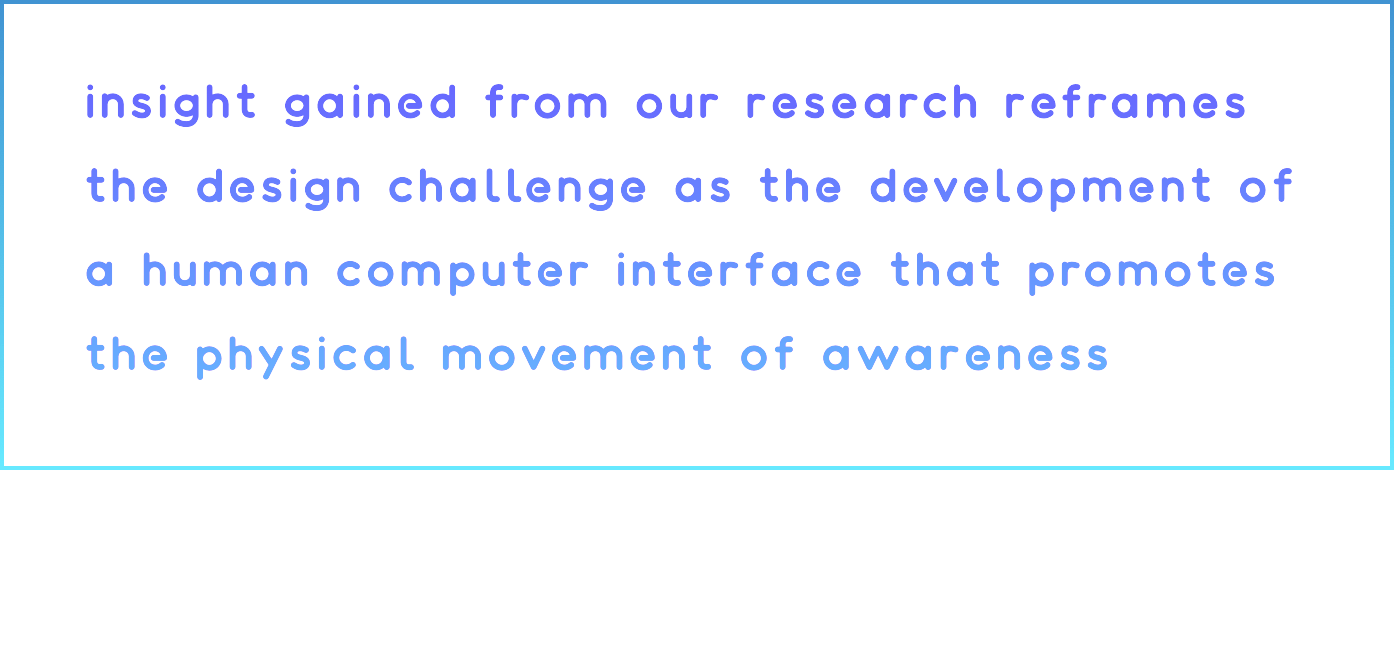 insight gained from our research reframes
the design challenge as the development of
a human computer interface that promotes
the physical movement of awareness